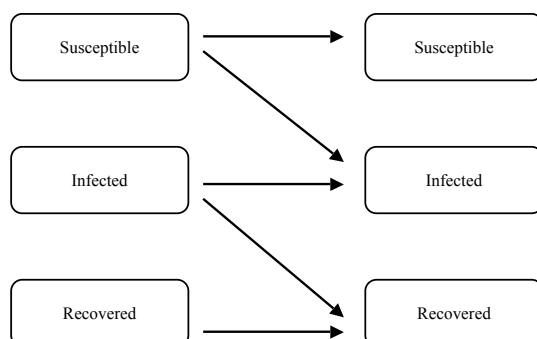 Susceptible
Susceptible
Infected
Infected
Recovered
Recovered